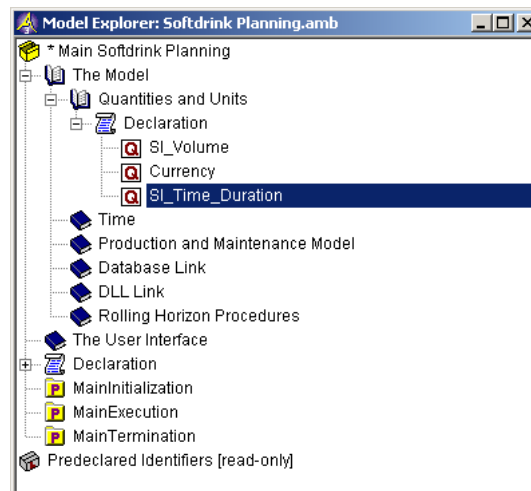 Model Explorer: Softdrink Planning.amb
* Main Softdrink Planning
The Model
Quantities and Units
Declaration
Q SI_Volume
Q Currency
Q SI_Time_Duration
Time
Production and Maintenance Model
Database Link
DLL Link
Rolling Horizon Procedures
The User Interface
Declaration
P MainInitialization
P MainExecution
P MainTermination
Predeclared Identifiers [read-only]